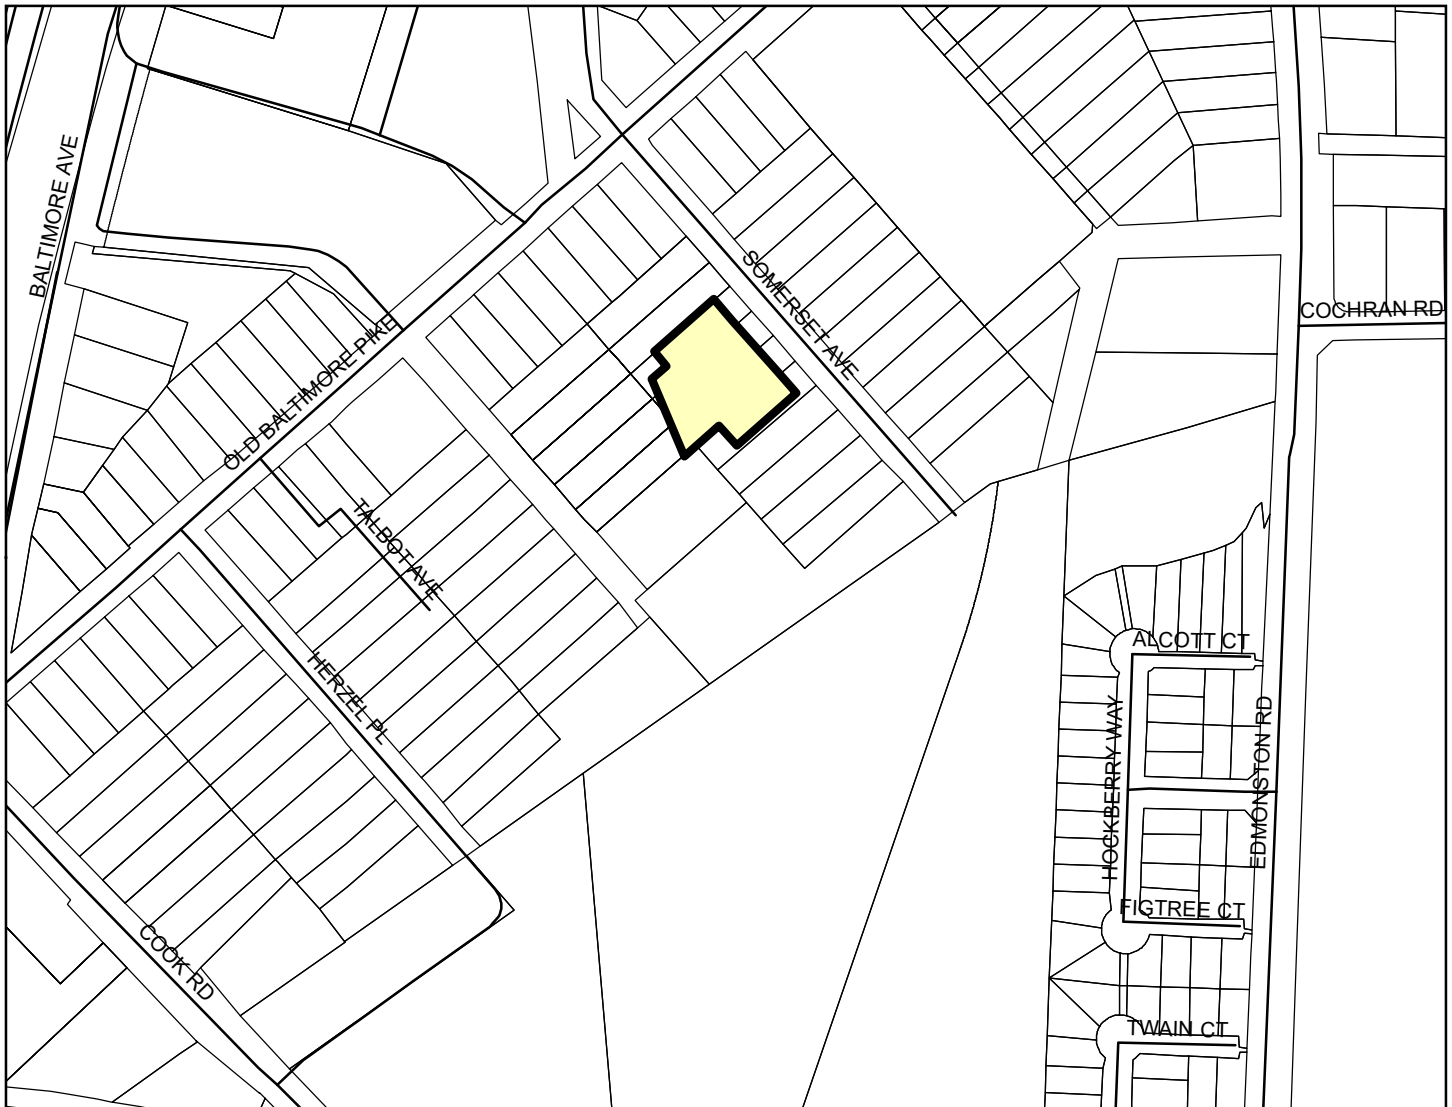 BALTIMORE AVE
SOMERSET AVE
COCHRAN RD
OLD BALTIMORE PIKE
TALBOT AVE
ALCOTT CT
HERZEL PL
HOCKBERRY WAY
EDMONSTON RD
FIGTREE CT
COOK RD
TWAIN CT